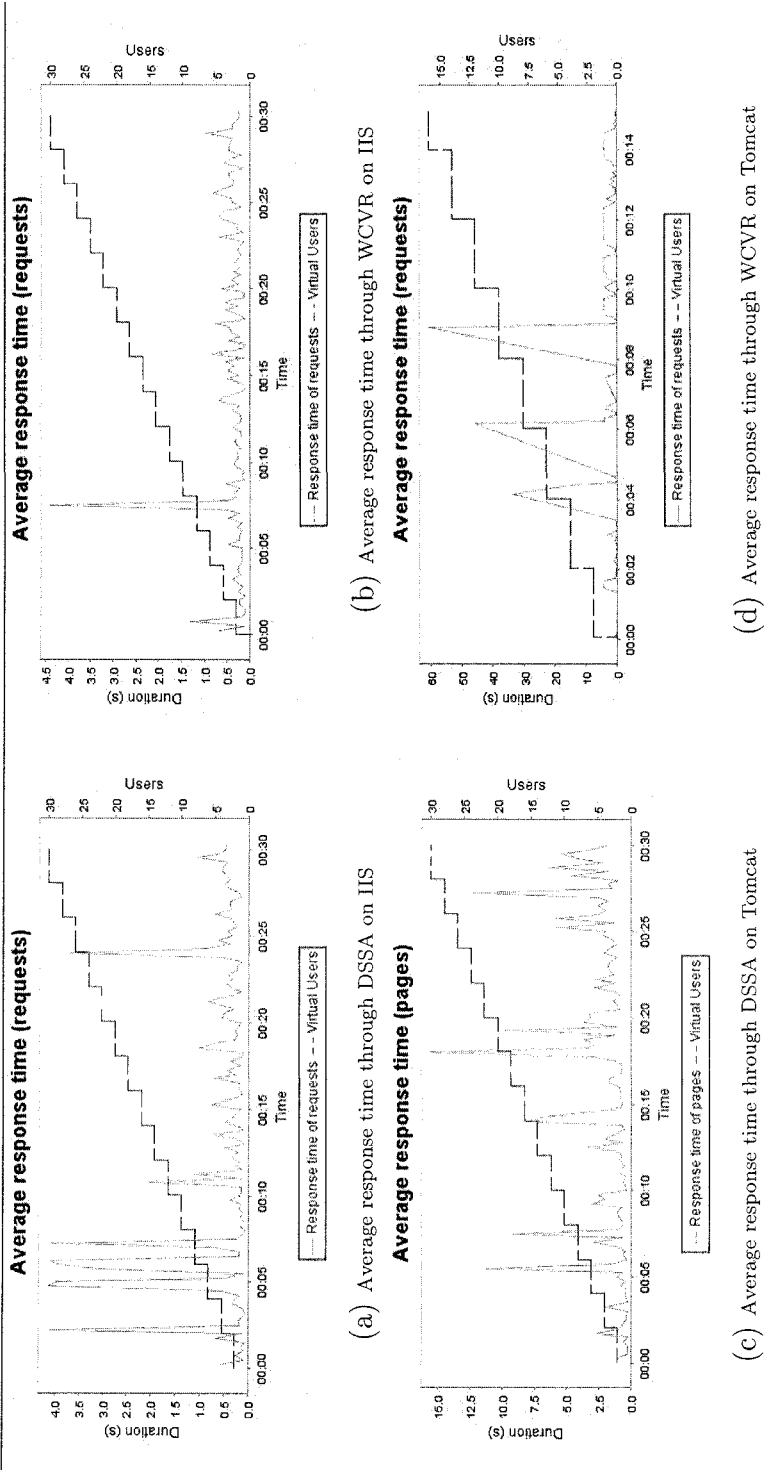 Average response time (requests)
Duration (s)
4.0
3.5
3.0
2.5
2.0
1.5
1.0
0.5
0.0
Users
30
25
20
15
10
5
0
00:00 00:05 00:10 00:15 00:20 00:25 00:30
Time
Response time of requests Virtual Users
(a) Average response time through DSSA on IIS
Average response time (requests)
Duration (s)
4.5
4.0
3.5
3.0
2.5
2.0
1.5
1.0
0.5
0.0
Users
30
25
20
15
10
5
0
00:00 00:05 00:10 00:15 00:20 00:25 00:30
Time
Response time of requests Virtual Users
(b) Average response time through WCVR on IIS
Average response time (pages)
Duration (s)
15.0
12.5
10.0
7.5
5.0
2.5
0.0
Users
30
25
20
15
10
5
0
00:00 00:05 00:10 00:15 00:20 00:25 00:30
Time
Response time of pages Virtual Users
(c) Average response time through DSSA on Tomcat
Average response time (requests)
Duration (s)
60
50
40
30
20
10
0
Users
15.0
12.5
10.0
7.5
5.0
2.5
0.0
00:00 00:02 00:04 00:06 00:08 00:10 00:12 00:14
Time
Response time of requests Virtual Users
(d) Average response time through WCVR on Tomcat